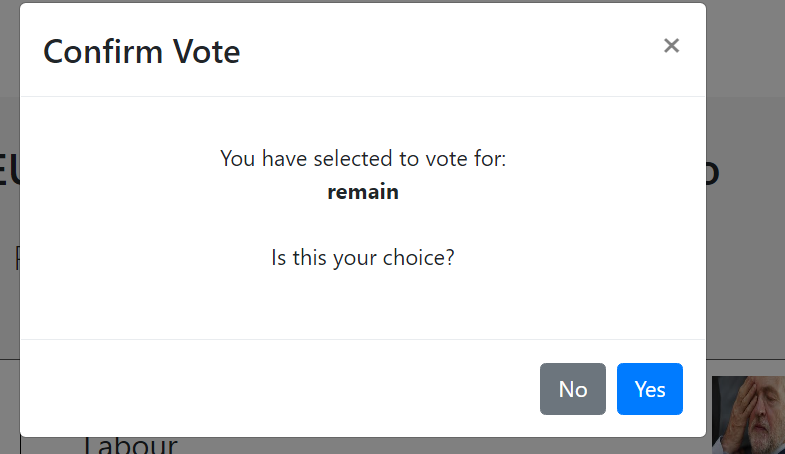 Confirm Vote
×
You have selected to vote for:
remain
Is this your choice?
No
Yes
Labour